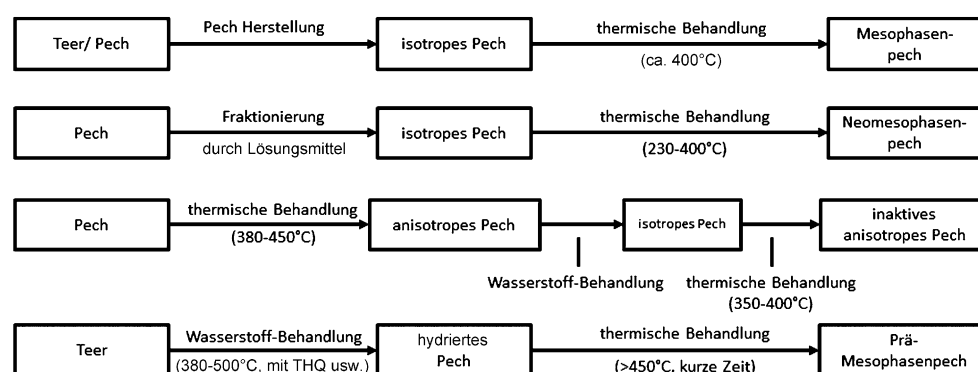 Teer/ Pech
Pech Herstellung
isotropes Pech
thermische Behandlung
(ca. 400°C)
Mesophasen-
pech
Pech
Fraktionierung
durch Lösungsmittel
isotropes Pech
thermische Behandlung
(230-400°C)
Neomesophasen-
pech
Pech
thermische Behandlung
(380-450°C)
anisotropes Pech
Wasserstoff-Behandlung
isotropes Pech
thermische Behandlung
(350-400°C)
inaktives
anisotropes Pech
Teer
Wasserstoff-Behandlung
(380-500°C, mit THQ usw.)
hydriertes
Pech
thermische Behandlung
(>450°C, kurze Zeit)
Prä-
Mesophasenpech